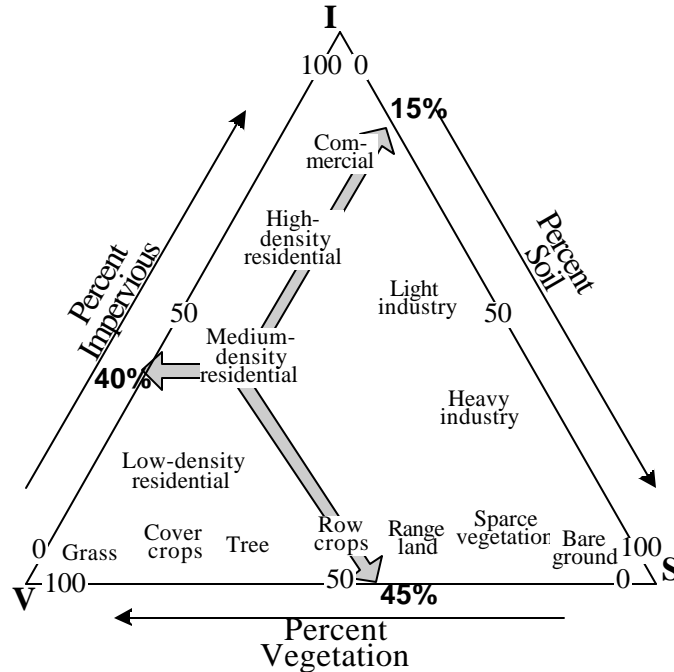 I
100 0
15%
Com-
mercial
High-
density
residential
Percent
Impervious
Percent
Soil
50
Light
industry
50
Medium-
density
residential
40%
Heavy
industry
Low-density
residential
0
Grass
Cover
crops
Tree
Row
crops
Range
land
Sparce
vegetation
Bare
ground
100
V
100
50
45%
0
S
Percent
Vegetation